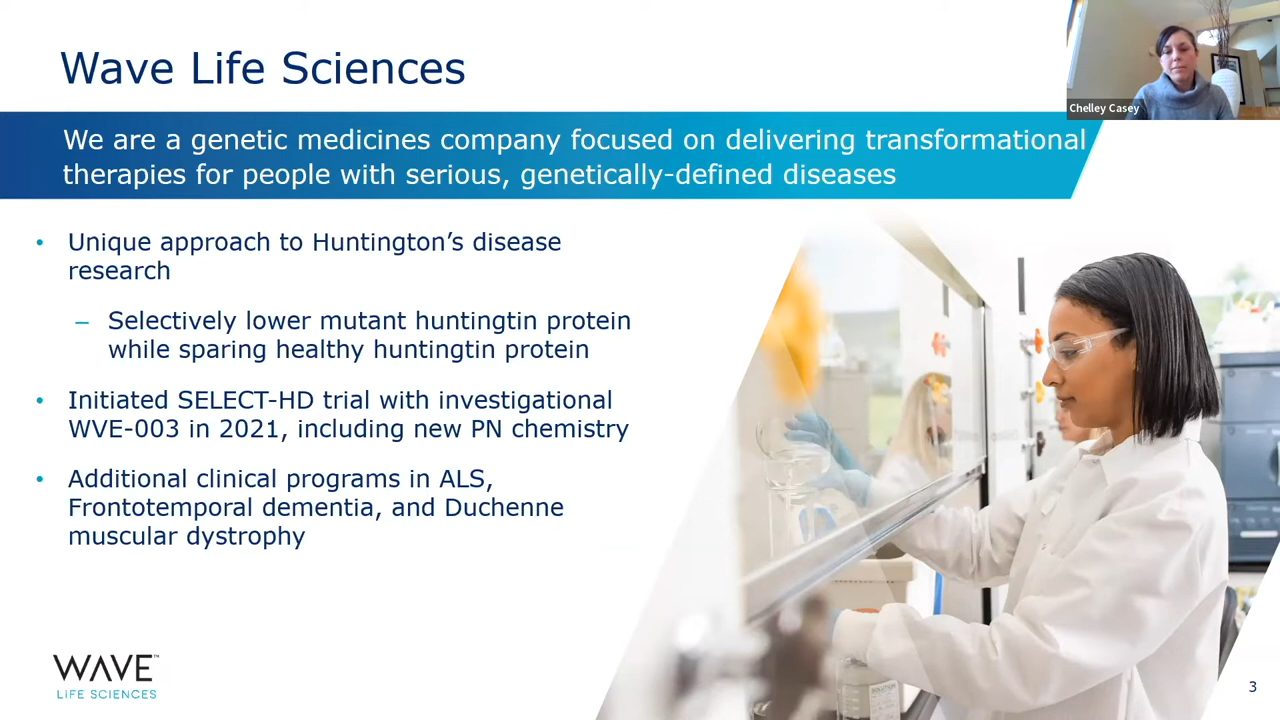 Wave Life Sciences
Chelley Casey
We are a genetic medicines company focused on delivering transformational
therapies for people with serious, genetically-defined diseases
• Unique approach to Huntington’s disease
research
– Selectively lower mutant huntingtin protein
while sparing healthy huntingtin protein
• Initiated SELECT-HD trial with investigational
WVE-003 in 2021, including new PN chemistry
• Additional clinical programs in ALS,
Frontotemporal dementia, and Duchenne
muscular dystrophy
SOLUTION
WAVE™
LIFE SCIENCES
3